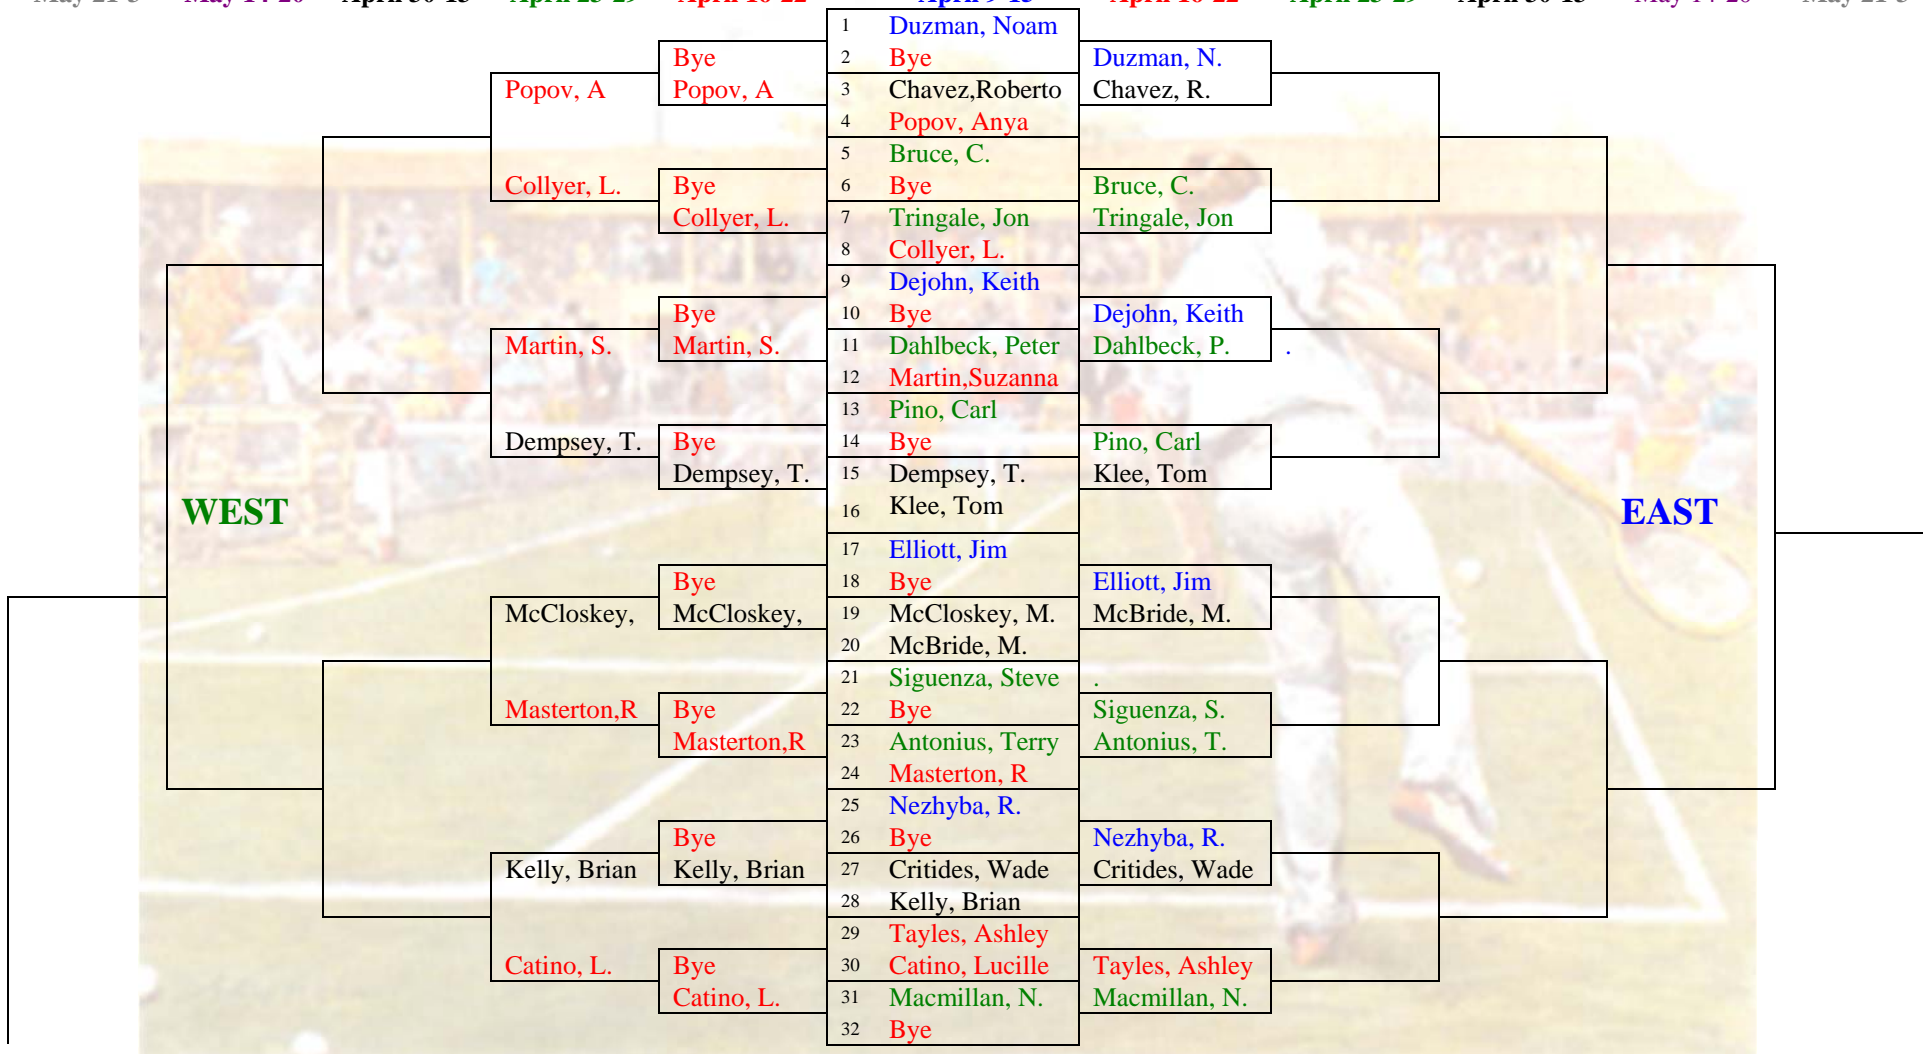 May 21-3 May 14-20 April 30-13 April 23-29 April 16-22 April 9-15 April 16-22 April 23-29 April 30-13 May 14-20 May 21-3
1 Duzman, Noam
Bye 2 Bye Duzman, N.
Popov, A Popov, A 3 Chavez,Roberto Chavez, R.
4 Popov, Anya
5 Bruce, C.
Collyer, L. Bye 6 Bye Bruce, C.
Collyer, L. 7 Tringale, Jon Tringale, Jon
8 Collyer, L.
9 Dejohn, Keith
Bye 10 Bye Dejohn, Keith
Martin, S. Martin, S. 11 Dahlbeck, Peter Dahlbeck, P. .
12 Martin,Suzanna
13 Pino, Carl
Dempsey, T. Bye 14 Bye Pino, Carl
Dempsey, T. 15 Dempsey, T. Klee, Tom
WEST 16 Klee, Tom EAST
17 Elliott, Jim
Bye 18 Bye Elliott, Jim
McCloskey, McCloskey, 19 McCloskey, M. McBride, M.
20 McBride, M.
21 Siguenza, Steve .
Masterton,R Bye 22 Bye Siguenza, S.
Masterton,R 23 Antonius, Terry Antonius, T.
24 Masterton, R
25 Nezhyba, R.
Bye 26 Bye Nezhyba, R.
Kelly, Brian Kelly, Brian 27 Critides, Wade Critides, Wade
28 Kelly, Brian
29 Tayles, Ashley
Catino, L. Bye 30 Catino, Lucille Tayles, Ashley
Catino, L. 31 Macmillan, N. Macmillan, N.
32 Bye